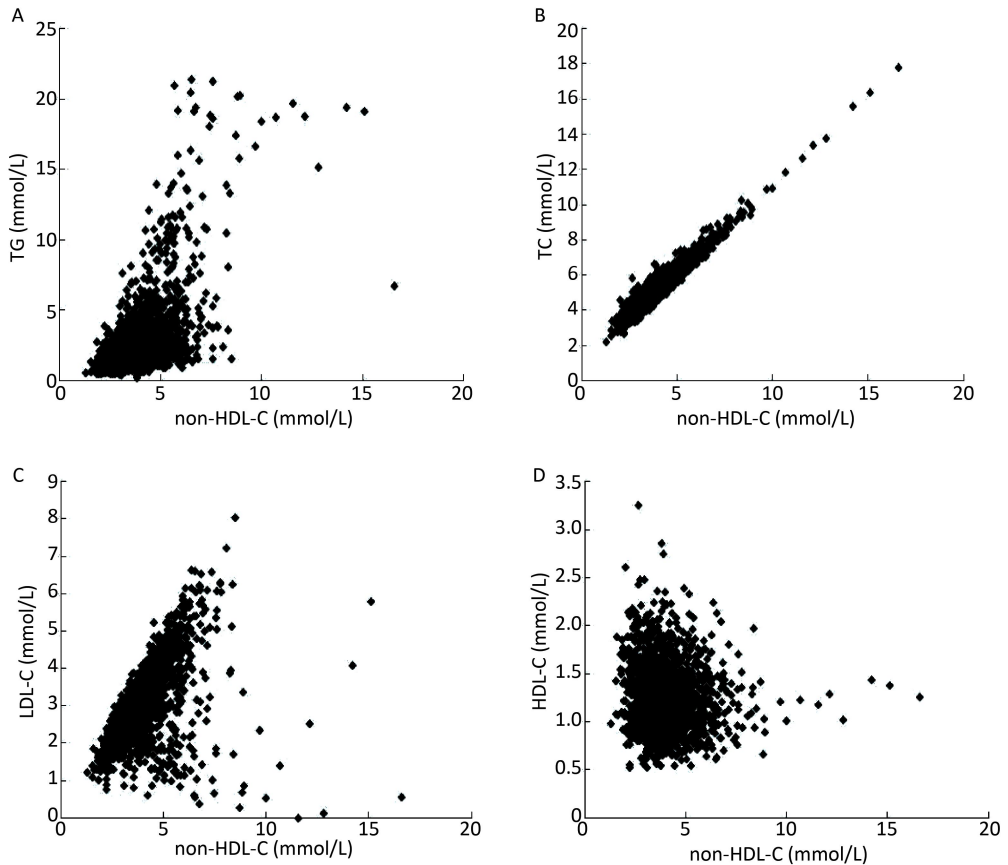 A
B
25
20
15
10
5
0
TG (mmol/L)
0 5 10 15 20
non-HDL-C (mmol/L)
20
18
16
14
12
10
8
6
4
2
0
TC (mmol/L)
0 5 10 15 20
non-HDL-C (mmol/L)
C
D
9
8
7
6
5
4
3
2
1
0
LDL-C (mmol/L)
0 5 10 15 20
non-HDL-C (mmol/L)
3.5
3.0
2.5
2.0
1.5
1.0
0.5
0
HDL-C (mmol/L)
0 5 10 15 20
non-HDL-C (mmol/L)